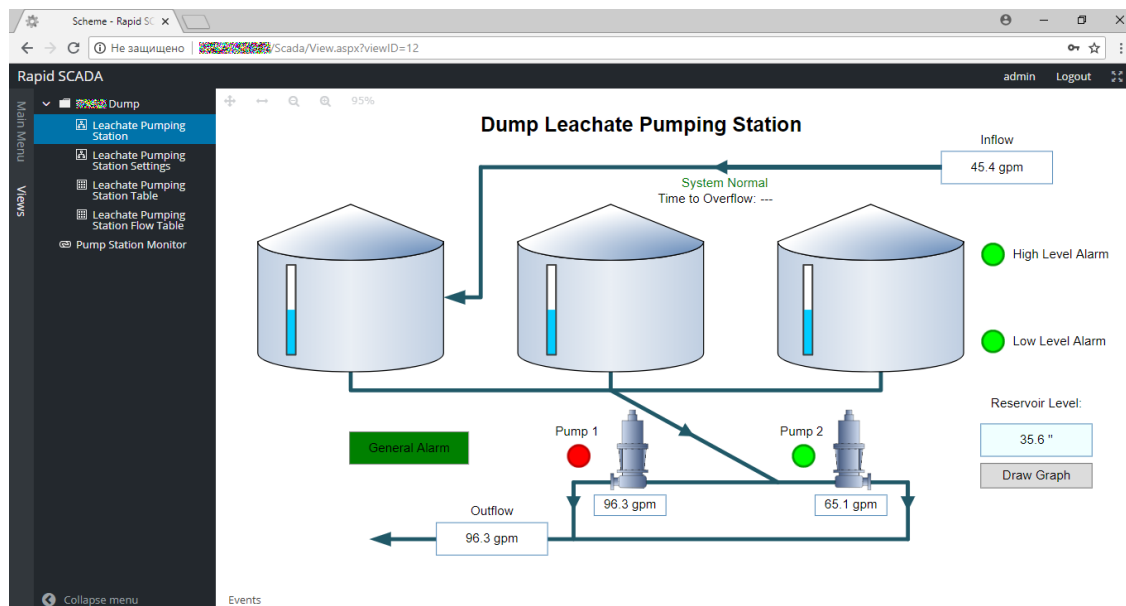 Scheme - Rapid SC
Не защищено
/Scada/View.aspx?viewID=12
Rapid SCADA
admin
Logout
Main Menu
Views
Dump
Leachate Pumping
Station
Leachate Pumping
Station Settings
Leachate Pumping
Station Table
Leachate Pumping
Station Flow Table
Pump Station Monitor
Collapse menu
95%
Dump Leachate Pumping Station
Inflow
45.4 gpm
System Normal
Time to Overflow: ---
High Level Alarm
Low Level Alarm
Reservoir Level:
35.6 "
Draw Graph
General Alarm
Pump 1
Pump 2
96.3 gpm
65.1 gpm
Outflow
96.3 gpm
Events